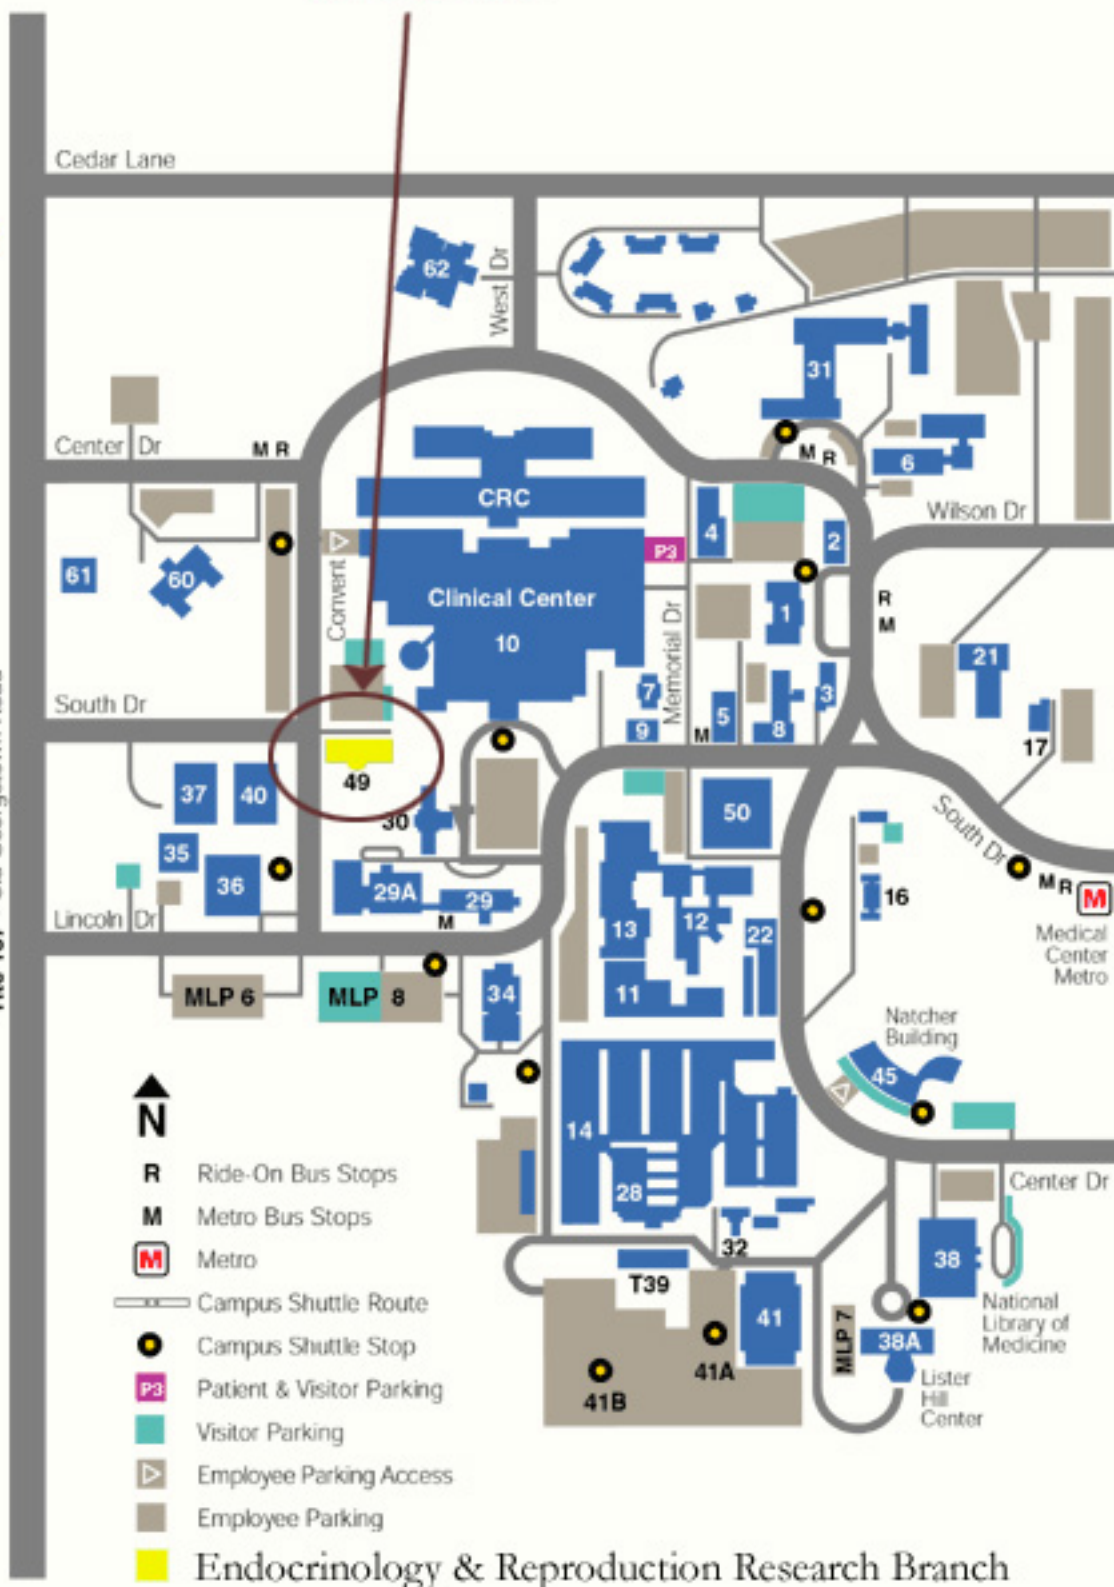 Cedar Lane
62
West Dr
31
Center Dr
M R
M R
6
CRC
Wilson Dr
4
2
P3
61
60
Convent
Clinical Center
10
1
R
M
Memorial Dr
21
7
3
South Dr
5
9
M
8
17
49
37
40
30
50
South Dr
35
36
29A
29
16
M R
M
Medical
Center
Metro
Lincoln Dr
M
13
12
22
MLP 6
MLP 8
34
11
Natcher
Building
45
14
28
32
Center Dr
T39
38
41
National
Library of
Medicine
MLP 7
38A
41A
41B
Lister
Hill
Center
N
R Ride-On Bus Stops
M Metro Bus Stops
M Metro
Campus Shuttle Route
Campus Shuttle Stop
P3 Patient & Visitor Parking
Visitor Parking
Employee Parking Access
Employee Parking
Endocrinology & Reproduction Research Branch